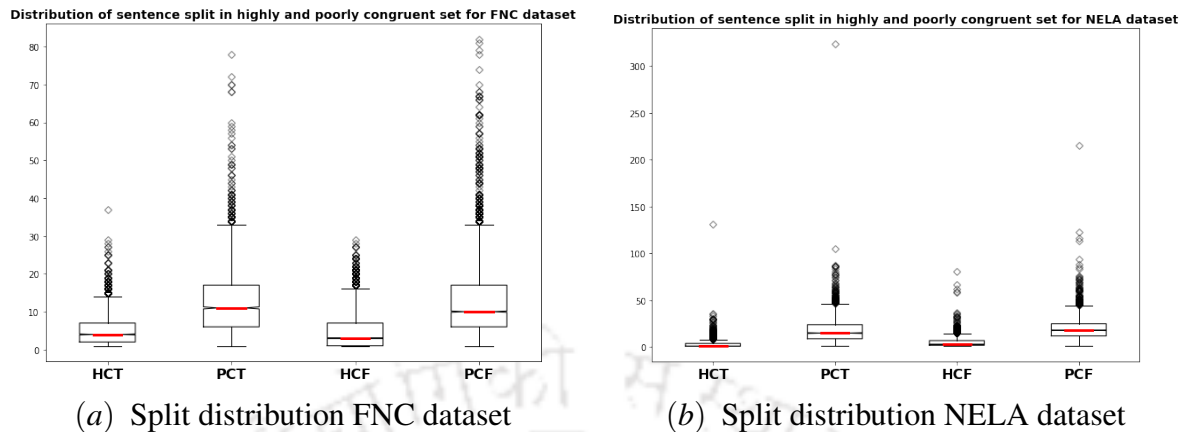 Distribution of sentence split in highly and poorly congruent set for FNC dataset
80
70
60
50
40
30
20
10
0
HCT PCT HCF PCF
(a) Split distribution FNC dataset
Distribution of sentence split in highly and poorly congruent set for NELA dataset
300
250
200
150
100
50
0
HCT PCT HCF PCF
(b) Split distribution NELA dataset